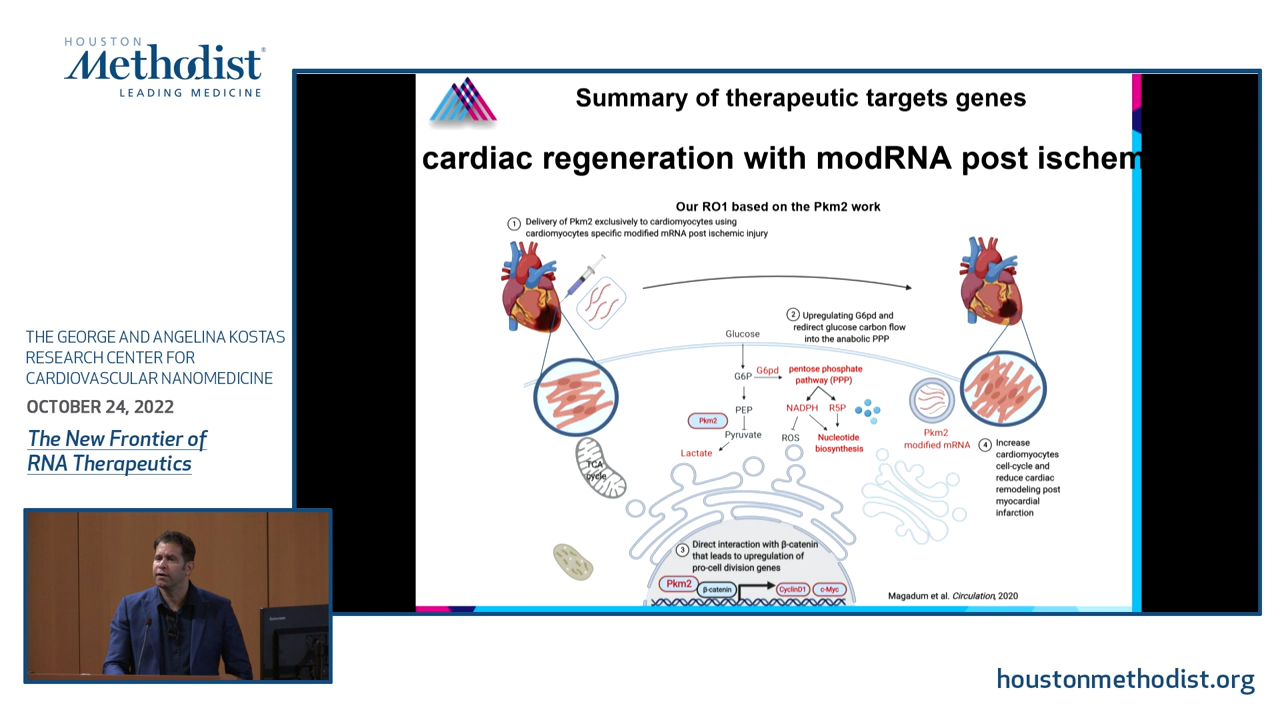 HOUSTON
Methodist
LEADING MEDICINE
THE GEORGE AND ANGELINA KOSTAS
RESEARCH CENTER FOR
CARDIOVASCULAR NANOMEDICINE
OCTOBER 24, 2022
The New Frontier of
RNA Therapeutics
Summary of therapeutic targets genes
cardiac regeneration with modRNA post ischem
Our RO1 based on the Pkm2 work
1 Delivery of Pkm2 exclusively to cardiomyocytes using
cardiomyocytes specific modified mRNA post ischemic injury
2 Upregulating G6pd and
redirect glucose carbon flow
into the anabolic PPP
Glucose
G6P
G6pd
pentose phosphate
pathway (PPP)
PEP
NADPH
R5P
Pkm2
Pyruvate
ROS
Nucleotide
biosynthesis
Lactate
TCA
cycle
Pkm2
modified mRNA
4 Increase
cardiomyocytes
cell-cycle and
reduce cardiac
remodeling post
myocardial
infarction
3 Direct interaction with β-catenin
that leads to upregulation of
pro-cell division genes
Pkm2
β-catenin
CyclinD1
c-Myc
Magadum et al. Circulation, 2020
houstonmethodist.org